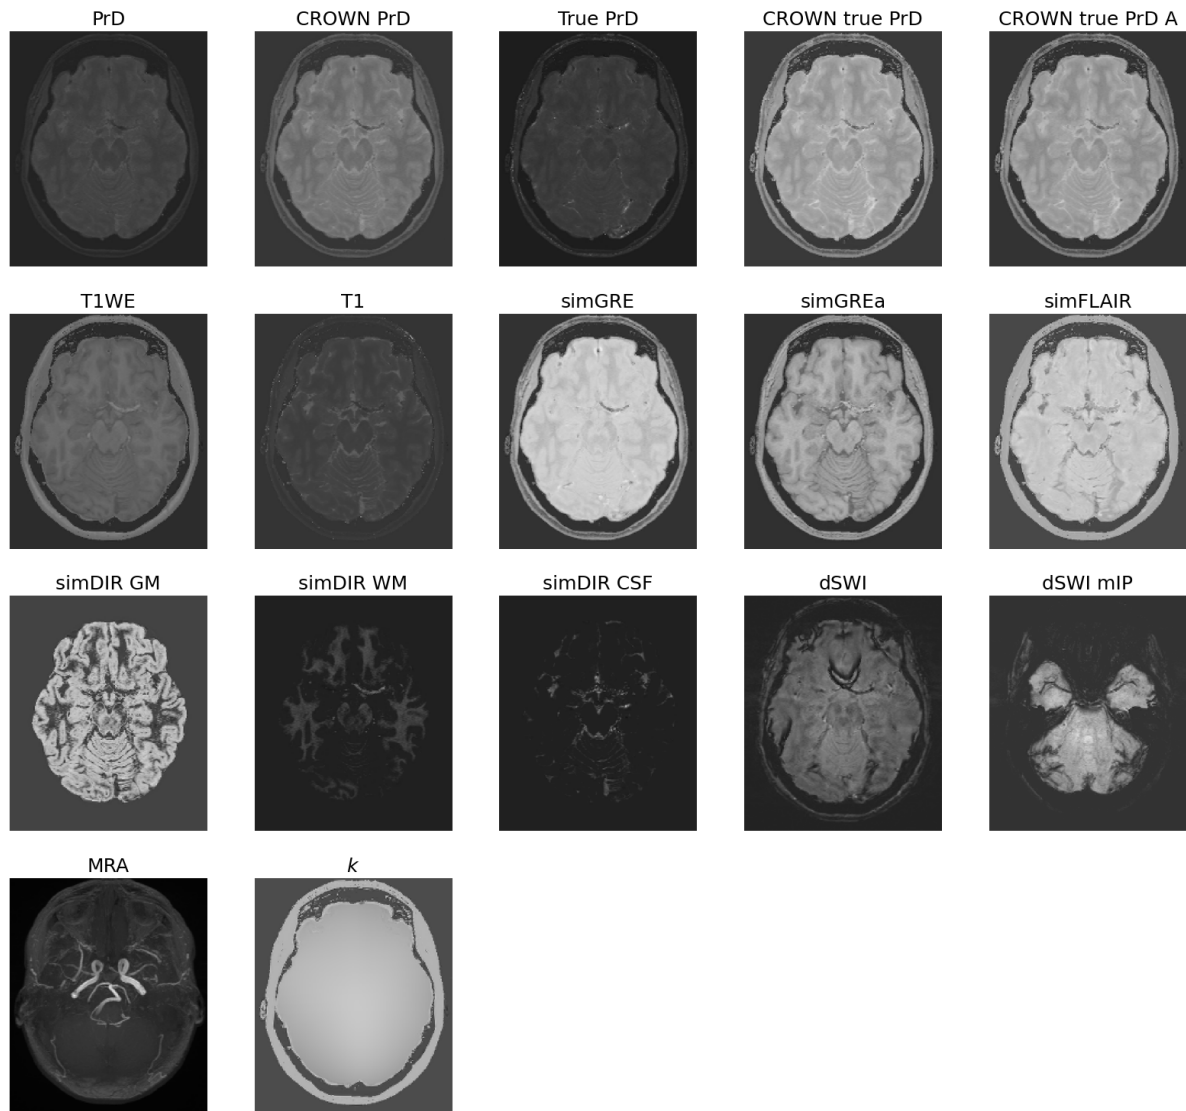 PrD
CROWN PrD
True PrD
CROWN true PrD
CROWN true PrD A
T1WE
T1
simGRE
simGREa
simFLAIR
simDIR GM
simDIR WM
simDIR CSF
dSWI
dSWI mIP
MRA
k